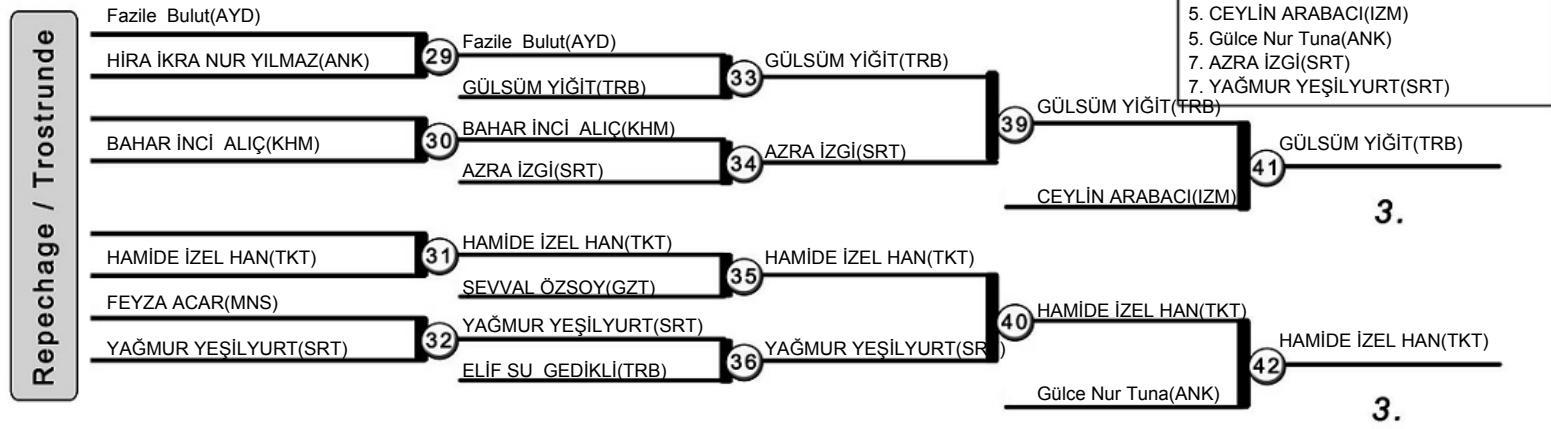 5. CEYLİN ARABACI(IZM)
5. Gülce Nur Tuna(ANK)
7. AZRA İZGİ(SRT)
7. YAĞMUR YEŞİLYURT(SRT)
Repechage / Trostrunde
Fazile Bulut(AYD)
HİRA İKRA NUR YILMAZ(ANK)
29
Fazile Bulut(AYD)
GÜLSÜM YİĞİT(TRB)
33
GÜLSÜM YİĞİT(TRB)
BAHAR İNCİ ALIÇ(KHM)
30
BAHAR İNCİ ALIÇ(KHM)
AZRA İZGİ(SRT)
34
AZRA İZGİ(SRT)
39
GÜLSÜM YİĞİT(TRB)
CEYLİN ARABACI(IZM)
41
GÜLSÜM YİĞİT(TRB)
3.
HAMİDE İZEL HAN(TKT)
31
HAMİDE İZEL HAN(TKT)
ŞEVVAL ÖZSOY(GZT)
35
HAMİDE İZEL HAN(TKT)
FEYZA ACAR(MNS)
YAĞMUR YEŞİLYURT(SRT)
32
YAĞMUR YEŞİLYURT(SRT)
ELİF SU GEDİKLİ(TRB)
36
YAĞMUR YEŞİLYURT(SRT)
40
HAMİDE İZEL HAN(TKT)
Gülce Nur Tuna(ANK)
42
HAMİDE İZEL HAN(TKT)
3.